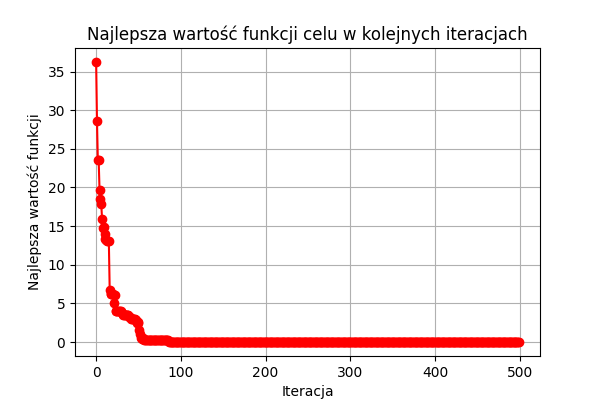 Najlepsza wartość funkcji celu w kolejnych iteracjach
Najlepsza wartość funkcji
35
30
25
20
15
10
5
0
0 100 200 300 400 500
Iteracja